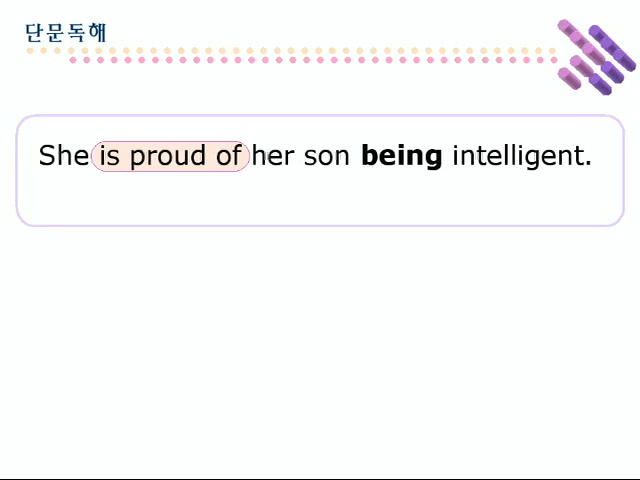 단문독해
She is proud of her son being intelligent.